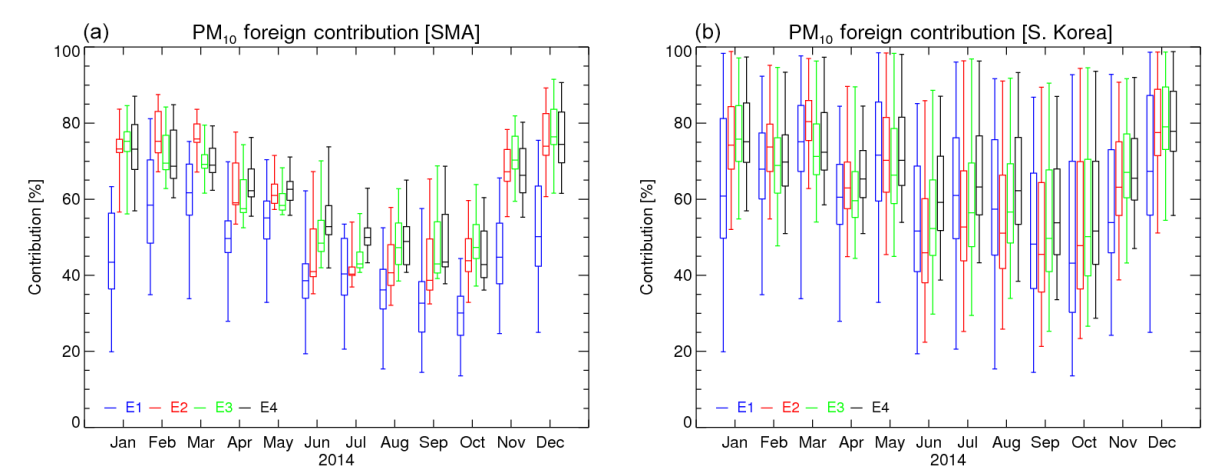 (a) PM10 foreign contribution [SMA]
Contribution [%]
100
80
60
40
20
0
E1 E2 E3 E4
Jan Feb Mar Apr May Jun Jul Aug Sep Oct Nov Dec
2014
(b) PM10 foreign contribution [S. Korea]
Contribution [%]
100
80
60
40
20
0
E1 E2 E3 E4
Jan Feb Mar Apr May Jun Jul Aug Sep Oct Nov Dec
2014